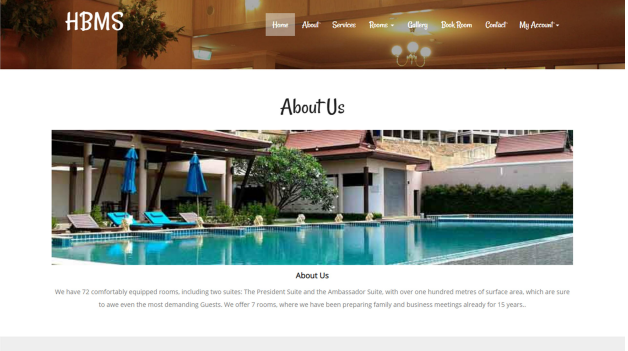 HBMS
Home About Services Rooms Gallery Book Room Contact My Account
About Us
About Us
We have 72 comfortably equipped rooms, including two suites: The President Suite and the Ambassador Suite, with over one hundred metres of surface area, which are sure
to awe even the most demanding Guests, We offer 7 rooms, where we have been preparing family and business meetings already for 15 years..